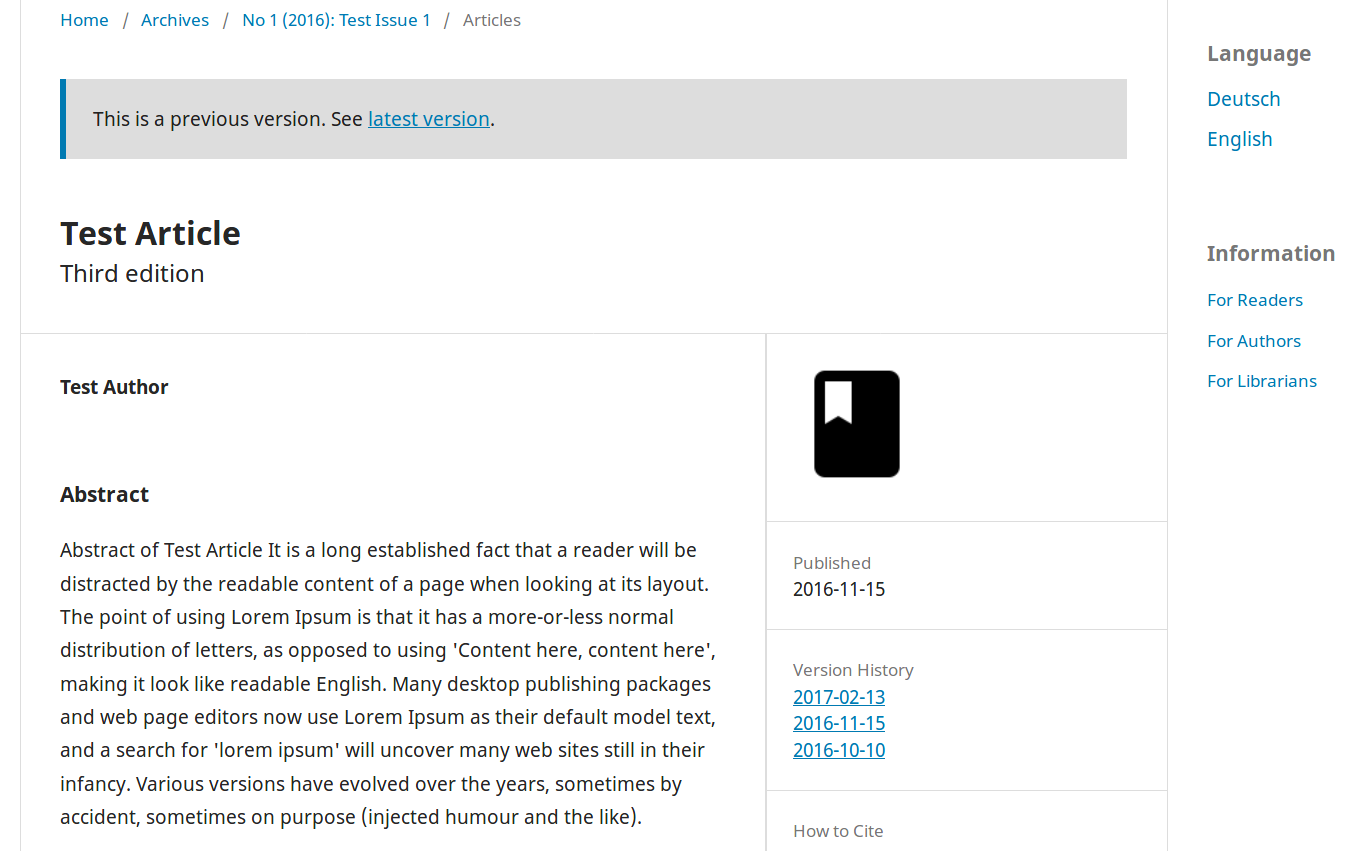 Home / Archives / No 1 (2016): Test Issue 1 / Articles
This is a previous version. See latest version.
Test Article
Third edition
Test Author
Abstract
Abstract of Test Article It is a long established fact that a reader will be
distracted by the readable content of a page when looking at its layout.
The point of using Lorem Ipsum is that it has a more-or-less normal
distribution of letters, as opposed to using 'Content here, content here',
making it look like readable English. Many desktop publishing packages
and web page editors now use Lorem Ipsum as their default model text,
and a search for 'lorem ipsum' will uncover many web sites still in their
infancy. Various versions have evolved over the years, sometimes by
accident, sometimes on purpose (injected humour and the like).
Published
2016-11-15
Version History
2017-02-13
2016-11-15
2016-10-10
How to Cite
Language
Deutsch
English
Information
For Readers
For Authors
For Librarians